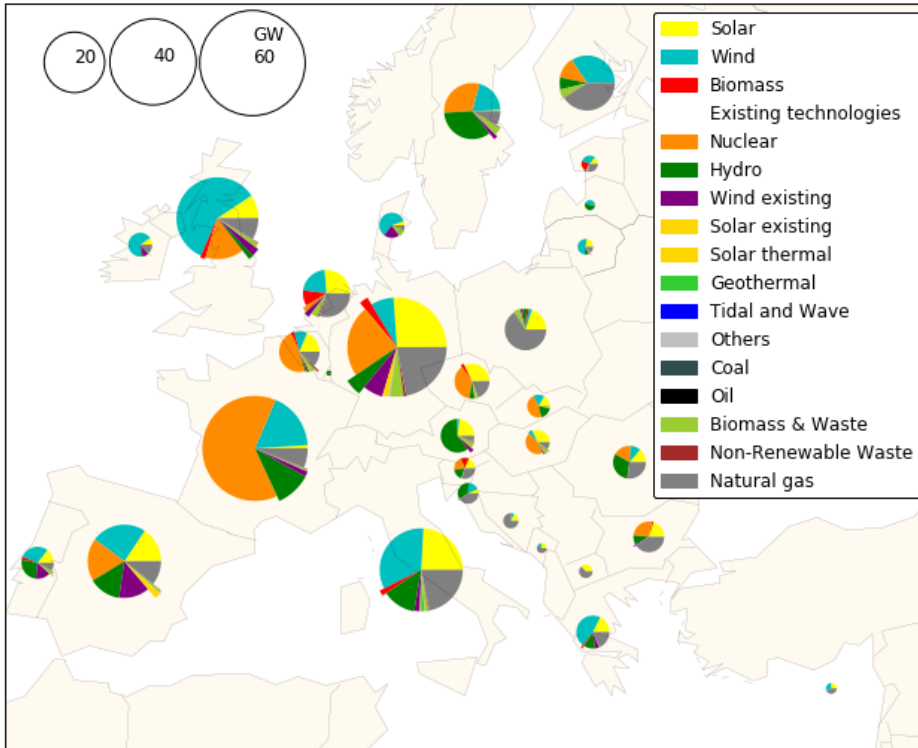 GW
20
40
60
Solar
Wind
Biomass
Existing technologies
Nuclear
Hydro
Wind existing
Solar existing
Solar thermal
Geothermal
Tidal and Wave
Others
Coal
Oil
Biomass & Waste
Non-Renewable Waste
Natural gas